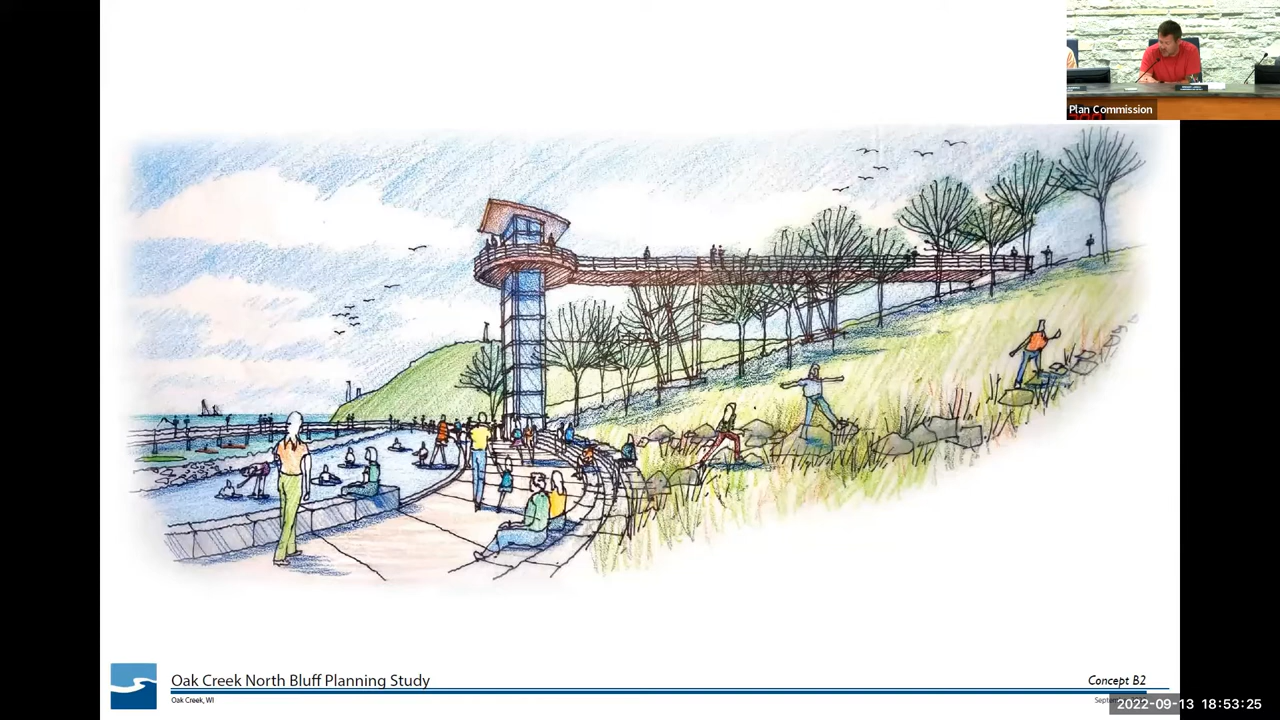 Plan Commission
Oak Creek North Bluff Planning Study
Concept B2
Oak Creek, WI
2022-09-13 18:53:25